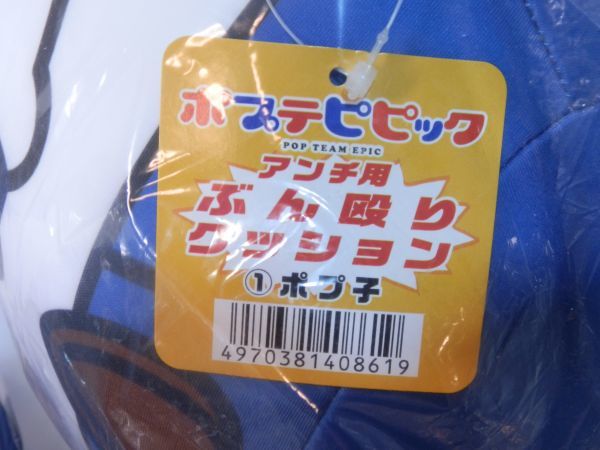 ポプテピピック
POP TEAM EPIC
アンチ用
ぶん殴り
クッション
①ポプ子
4970381408619